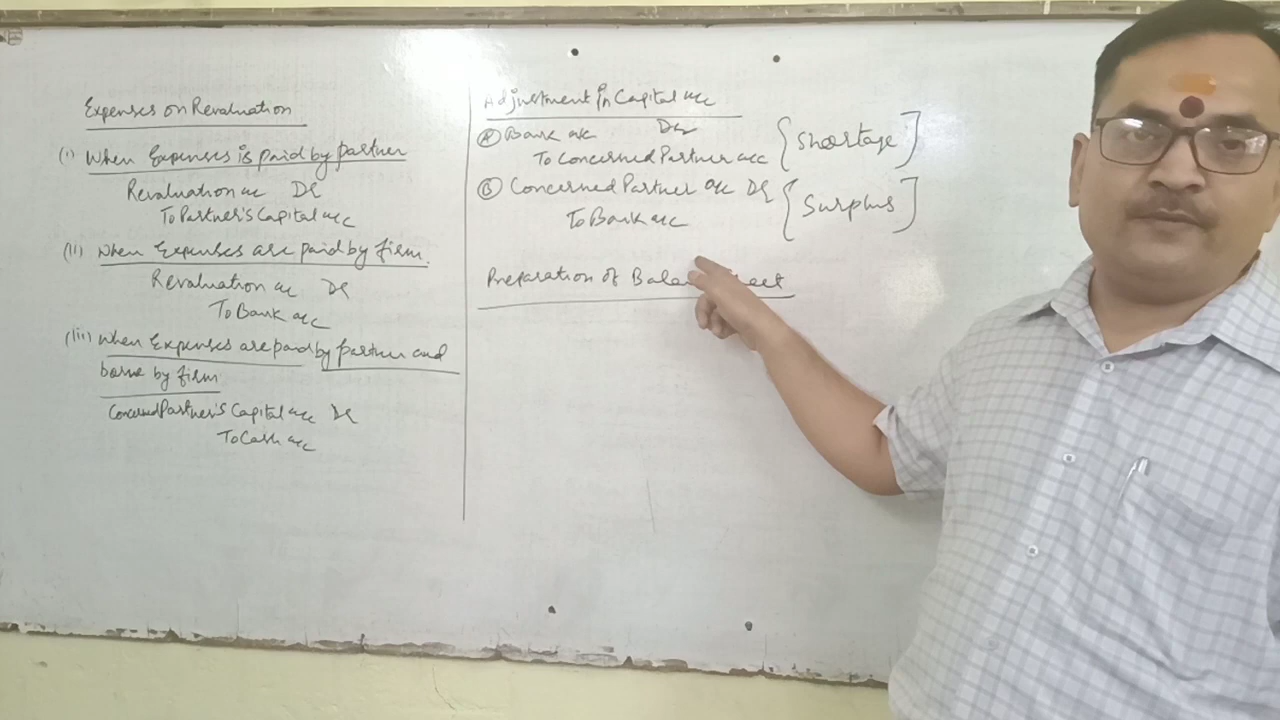 Expenses on Revaluation
(i) When Expenses is paid by partner
Revaluation a/c Dr
To Partner's Capital a/c
(ii) When Expenses are paid by firm.
Revaluation a/c Dr
To Bank a/c
(iii) When Expenses are paid by partner and
borne by firm
Concerned Partner's Capital a/c Dr
To Cash a/c
Adjustment in Capital a/c
(A) Bank a/c Dr
To Concerned Partner a/c { Shortage ]
(B) Concerned Partner a/c Dr { Surplus ]
To Bank a/c
Preparation of